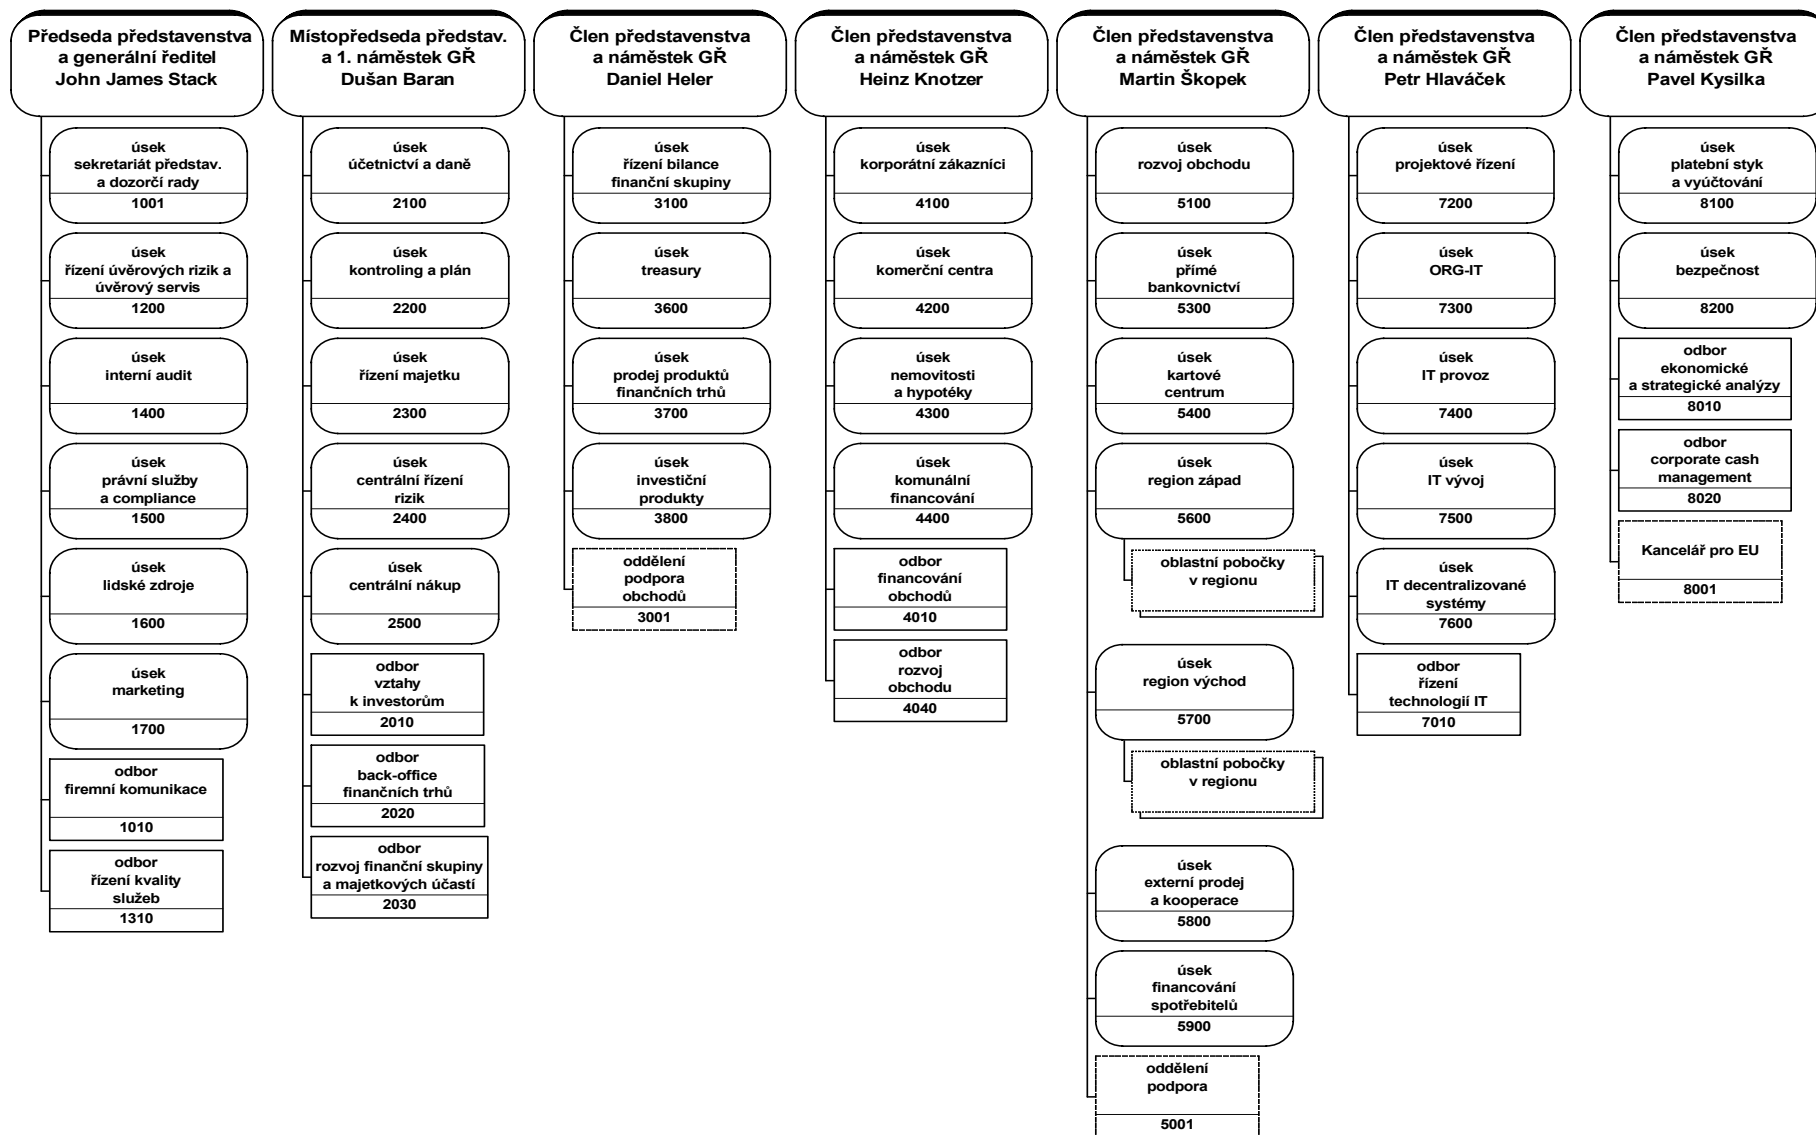 Předseda představenstva
a generální ředitel
John James Stack
úsek
sekretariát představ.
a dozorčí rady
1001
úsek
řízení úvěrových rizik a
úvěrový servis
1200
úsek
interní audit
1400
úsek
právní služby
a compliance
1500
úsek
lidské zdroje
1600
úsek
marketing
1700
odbor
firemní komunikace
1010
odbor
řízení kvality
služeb
1310
Místopředseda představ.
a 1. náměstek GŘ
Dušan Baran
úsek
účetnictví a daně
2100
úsek
kontroling a plán
2200
úsek
řízení majetku
2300
úsek
centrální řízení
rizik
2400
úsek
centrální nákup
2500
odbor
vztahy
k investorům
2010
odbor
back-office
finančních trhů
2020
odbor
rozvoj finanční skupiny
a majetkových účastí
2030
Člen představenstva
a náměstek GŘ
Daniel Heler
úsek
řízení bilance
finanční skupiny
3100
úsek
treasury
3600
úsek
prodej produktů
finančních trhů
3700
úsek
investiční
produkty
3800
oddělení
podpora
obchodů
3001
Člen představenstva
a náměstek GŘ
Heinz Knotzer
úsek
korporátní zákazníci
4100
úsek
komerční centra
4200
úsek
nemovitosti
a hypotéky
4300
úsek
komunální
financování
4400
odbor
financování
obchodů
4010
odbor
rozvoj
obchodu
4040
Člen představenstva
a náměstek GŘ
Martin Škopek
úsek
rozvoj obchodu
5100
úsek
přímé
bankovnictví
5300
úsek
kartové
centrum
5400
úsek
region západ
5600
oblastní pobočky
v regionu
úsek
region východ
5700
oblastní pobočky
v regionu
úsek
externí prodej
a kooperace
5800
úsek
financování
spotřebitelů
5900
oddělení
podpora
5001
Člen představenstva
a náměstek GŘ
Petr Hlaváček
úsek
projektové řízení
7200
úsek
ORG-IT
7300
úsek
IT provoz
7400
úsek
IT vývoj
7500
úsek
IT decentralizované
systémy
7600
odbor
řízení
technologií IT
7010
Člen představenstva
a náměstek GŘ
Pavel Kysilka
úsek
platební styk
a vyúčtování
8100
úsek
bezpečnost
8200
odbor
ekonomické
a strategické analýzy
8010
odbor
corporate cash
management
8020
Kancelář pro EU
8001